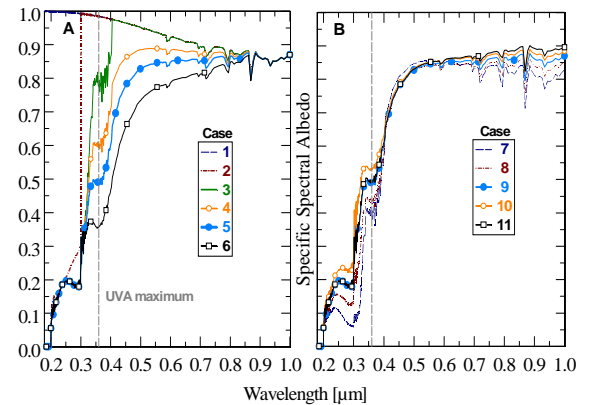 A
B
1.0
0.9
0.8
0.7
0.6
0.5
0.4
0.3
0.2
0.1
0.0
Case
1
2
3
4
5
6
UVA maximum
Specific Spectral Albedo
Case
7
8
9
10
11
0.2 0.3 0.4 0.5 0.6 0.7 0.8 0.9 1.0
0.2 0.3 0.4 0.5 0.6 0.7 0.8 0.9 1.0
Wavelength [µm]